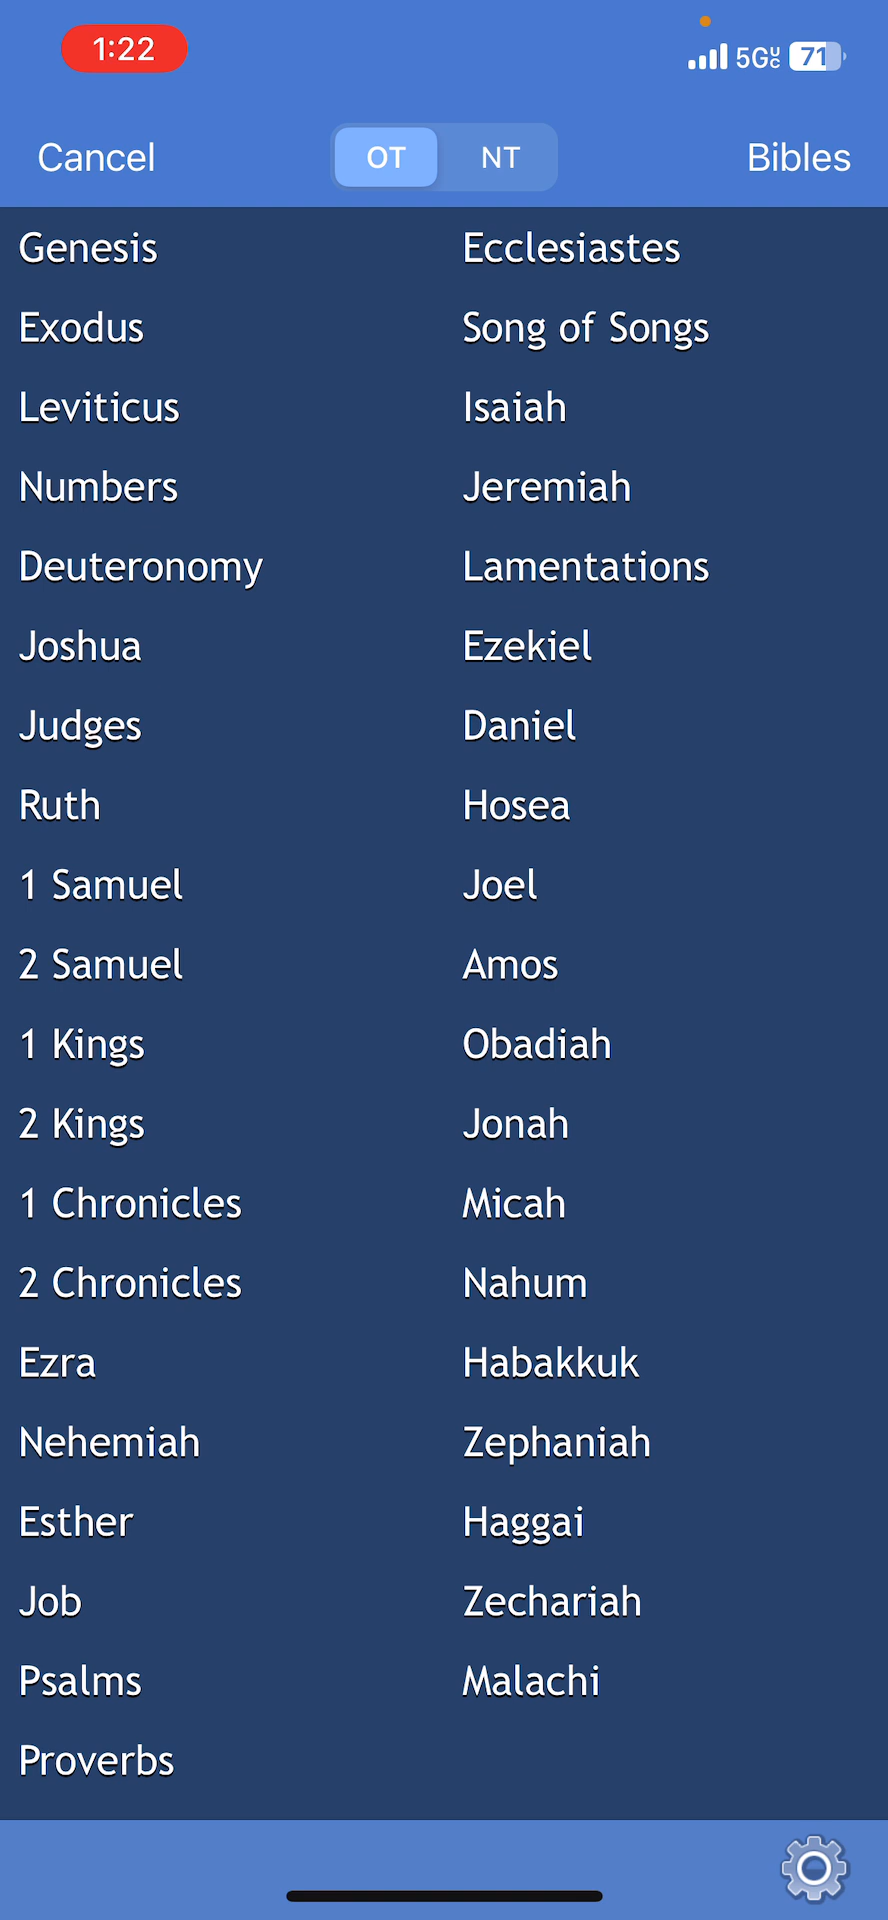 1:22
5G UC 71
Cancel
OT
NT
Bibles
Genesis
Exodus
Leviticus
Numbers
Deuteronomy
Joshua
Judges
Ruth
1 Samuel
2 Samuel
1 Kings
2 Kings
1 Chronicles
2 Chronicles
Ezra
Nehemiah
Esther
Job
Psalms
Proverbs
Ecclesiastes
Song of Songs
Isaiah
Jeremiah
Lamentations
Ezekiel
Daniel
Hosea
Joel
Amos
Obadiah
Jonah
Micah
Nahum
Habakkuk
Zephaniah
Haggai
Zechariah
Malachi